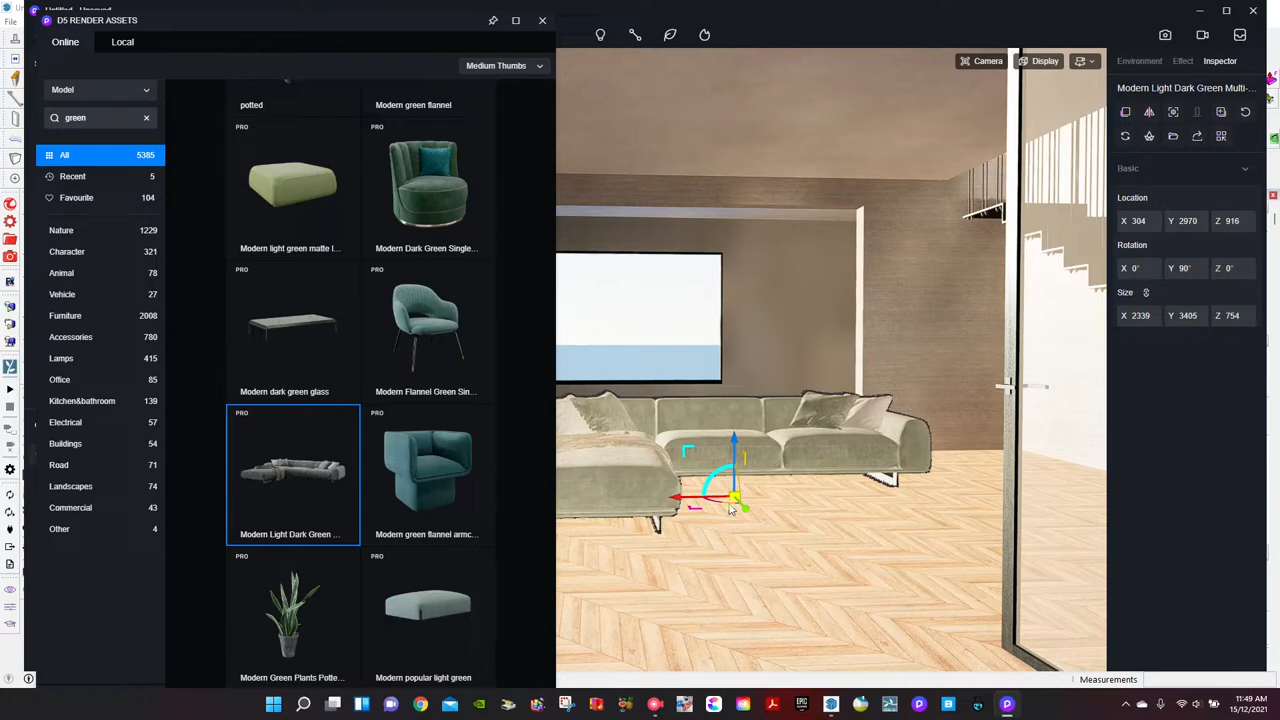 Untitled - Unsaved
Un
D5 RENDER ASSETS
File
Online
Local
Medium Thumbs
Camera
Display
Environment
Effect
Inspector
Model
potted
Modern green flannel
Modern Light Dark Green Multi-...
green
PRO
PRO
All
5385
Recent
5
Basic
Favourite
104
Location
X 304
Y 2970
Z 916
Nature
1229
Modern light green matte l...
Modern Dark Green Single...
Rotation
Character
321
PRO
PRO
X 0°
Y 90°
Z 0°
Animal
78
Size
Vehicle
27
Furniture
2008
X 2339
Y 3405
Z 754
Accessories
780
Lamps
415
Office
85
Modern dark green glass
Modern Flannel Green Sin...
Kitchen&bathroom
139
PRO
PRO
Electrical
57
Buildings
54
Road
71
Landscapes
74
Commercial
43
Other
4
Modern Light Dark Green ...
Modern green flannel armc...
PRO
PRO
Modern Green Plants Potte...
Modern popular light green
Measurements
EPIC
GAMES
11:49 AM
15/12/2021